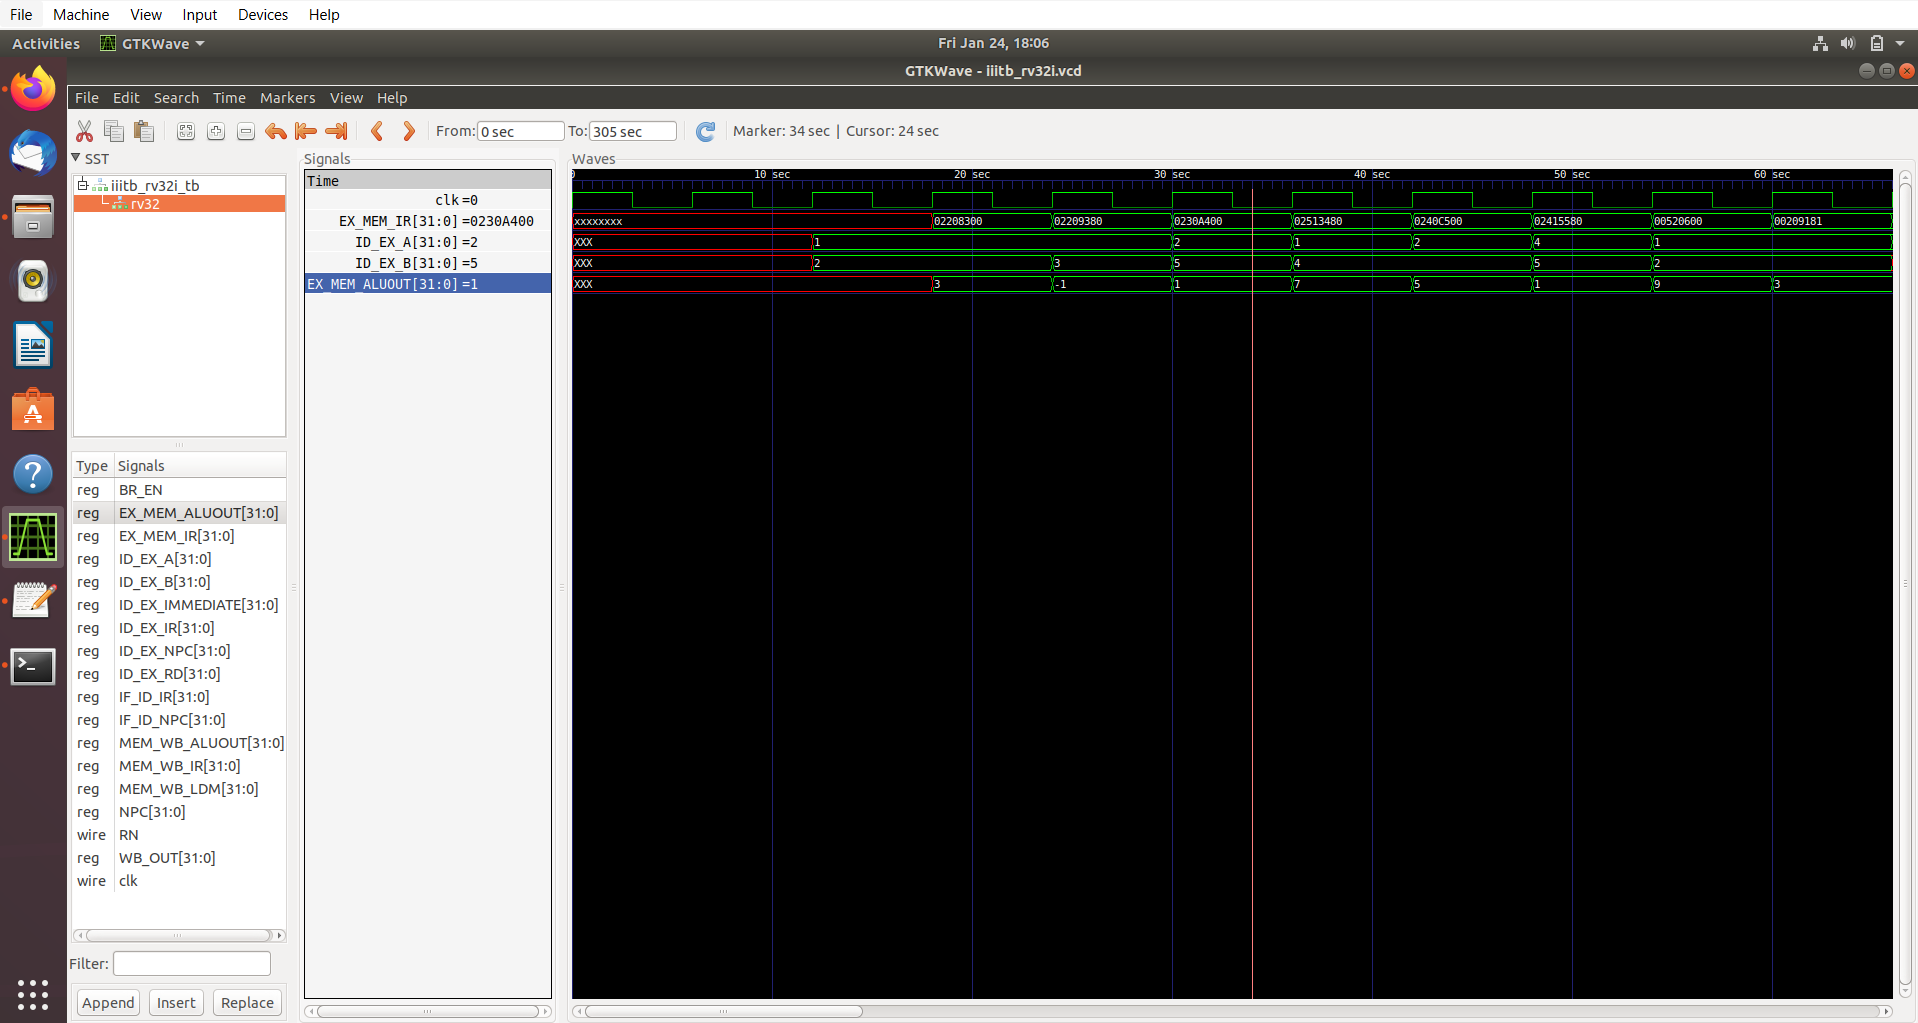 File Machine View Input Devices Help
Activities GTKWave Fri Jan 24, 18:06
GTKWave - iiitb_rv32i.vcd
File Edit Search Time Markers View Help
From: 0 sec To: 305 sec Marker: 34 sec | Cursor: 24 sec
SST
iiitb_rv32i_tb
rv32
Type Signals
reg BR_EN
reg EX_MEM_ALUOUT[31:0]
reg EX_MEM_IR[31:0]
reg ID_EX_A[31:0]
reg ID_EX_B[31:0]
reg ID_EX_IMMEDIATE[31:0]
reg ID_EX_IR[31:0]
reg ID_EX_NPC[31:0]
reg ID_EX_RD[31:0]
reg IF_ID_IR[31:0]
reg IF_ID_NPC[31:0]
reg MEM_WB_ALUOUT[31:0]
reg MEM_WB_IR[31:0]
reg MEM_WB_LDM[31:0]
reg NPC[31:0]
wire RN
reg WB_OUT[31:0]
wire clk
Filter:
Append Insert Replace
Signals
Time
clk =0
EX_MEM_IR[31:0] =0230A400
ID_EX_A[31:0] =2
ID_EX_B[31:0] =5
EX_MEM_ALUOUT[31:0] =1
Waves
0 10 sec 20 sec 30 sec 40 sec 50 sec 60 sec
xxxxxxxx 02208300 02209380 0230A400 02513480 0240C500 02415580 00520600 00209181
XXX 1 2 1 2 4 1
XXX 2 3 5 4 5 2
XXX 3 -1 1 7 5 1 9 3